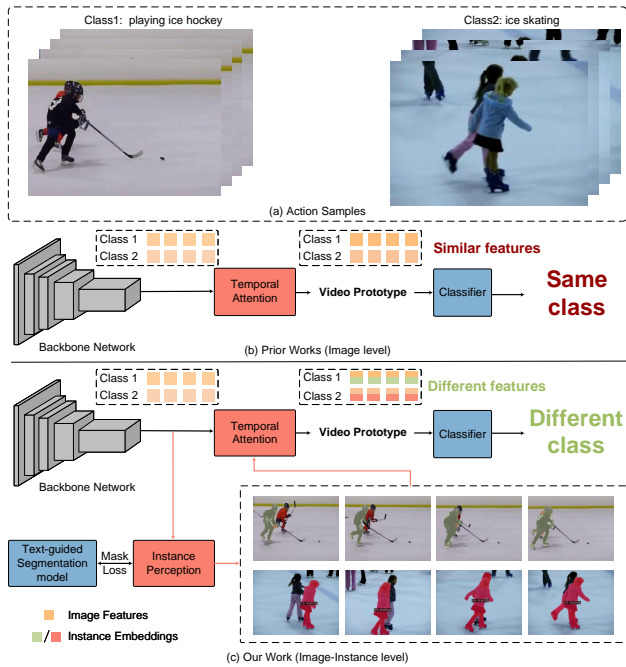 Class1: playing ice hockey
Class2: ice skating
(a) Action Samples
Class 1
Class 2
Class 1
Class 2
Similar features
Temporal
Attention
Video Prototype
Classifier
Same
class
Backbone Network
(b) Prior Works (Image level)
Class 1
Class 2
Class 1
Class 2
Different features
Temporal
Attention
Video Prototype
Classifier
Different
class
Backbone Network
Text-guided
Segmentation
model
Mask
Loss
Instance
Perception
Image Features
/ Instance Embeddings
(c) Our Work (Image-Instance level)